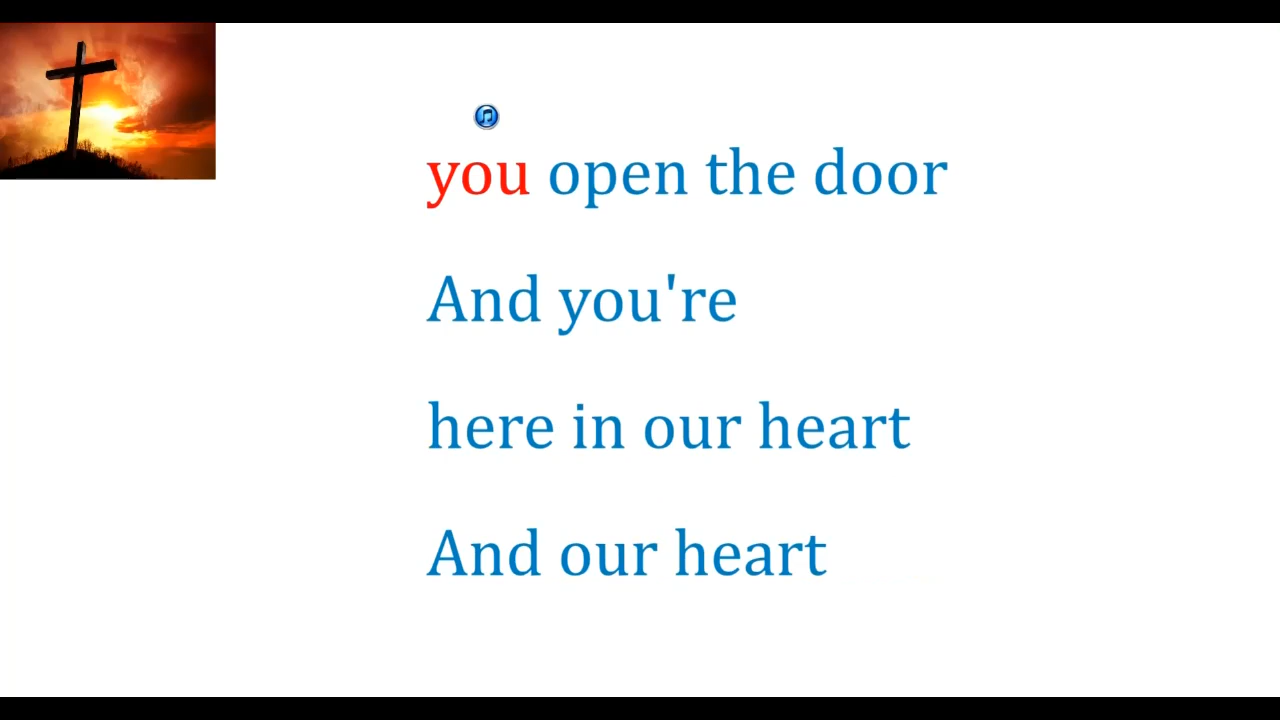 you open the door
And you're
here in our heart
And our heart